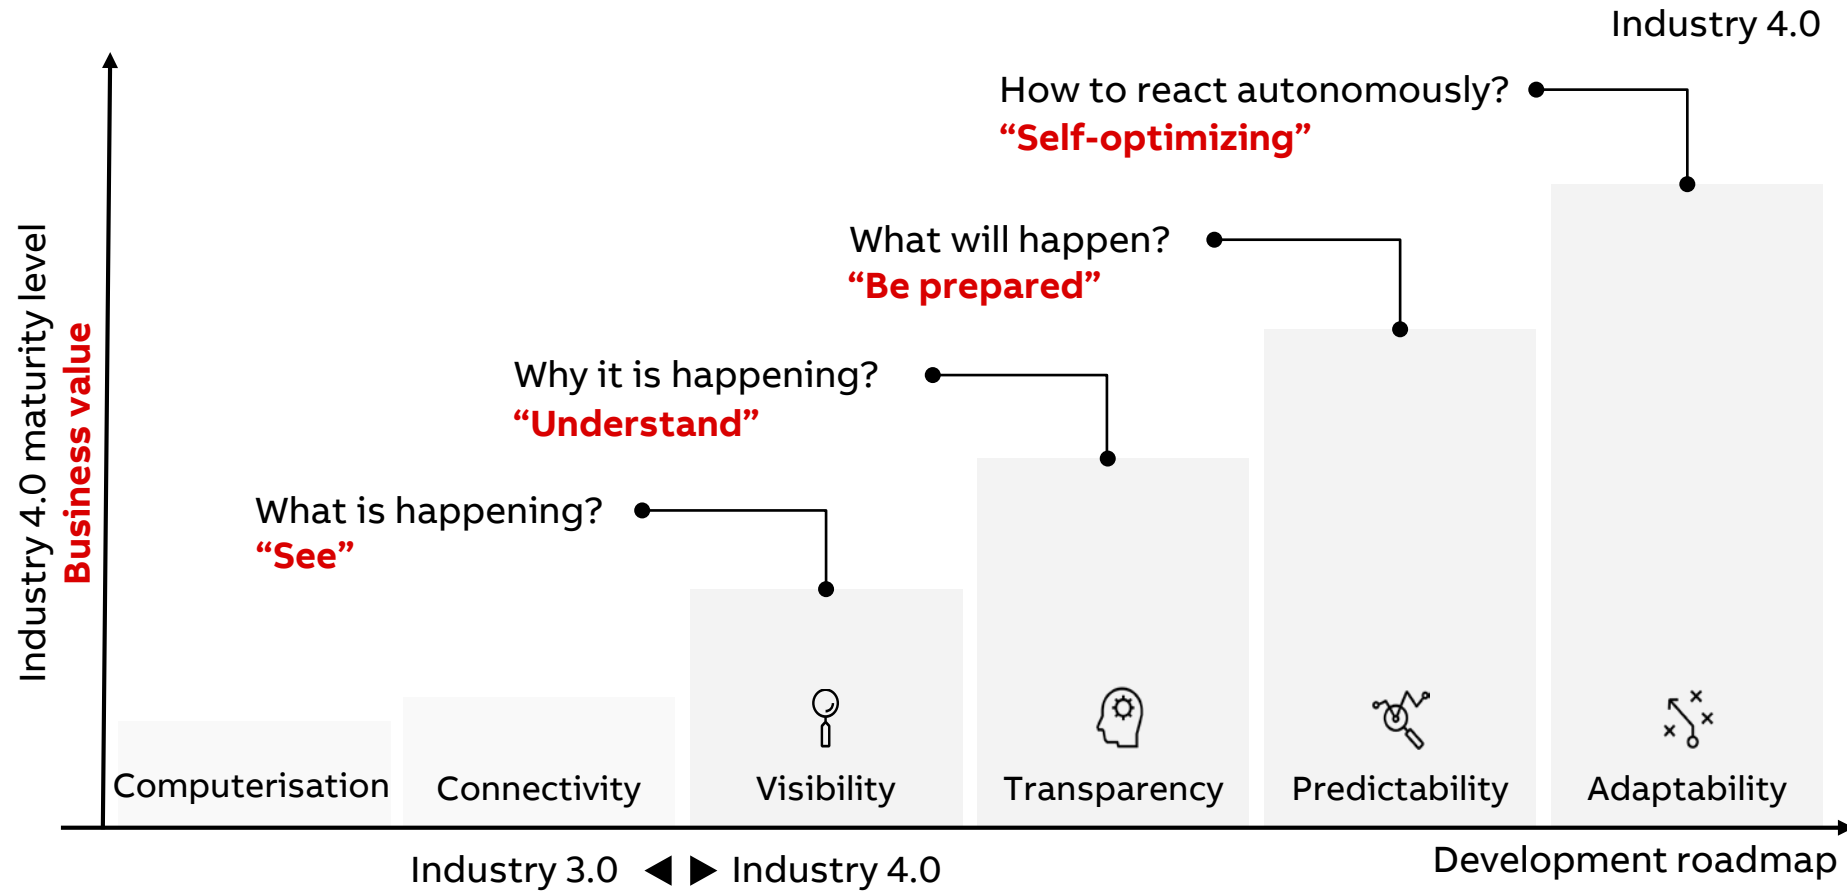 Industry 4.0
How to react autonomously?
“Self-optimizing”
What will happen?
“Be prepared”
Why it is happening?
“Understand”
What is happening?
“See”
Industry 4.0 maturity level
Business value
Computerisation
Connectivity
Visibility
Transparency
Predictability
Adaptability
Industry 3.0 ◀ ▶ Industry 4.0
Development roadmap